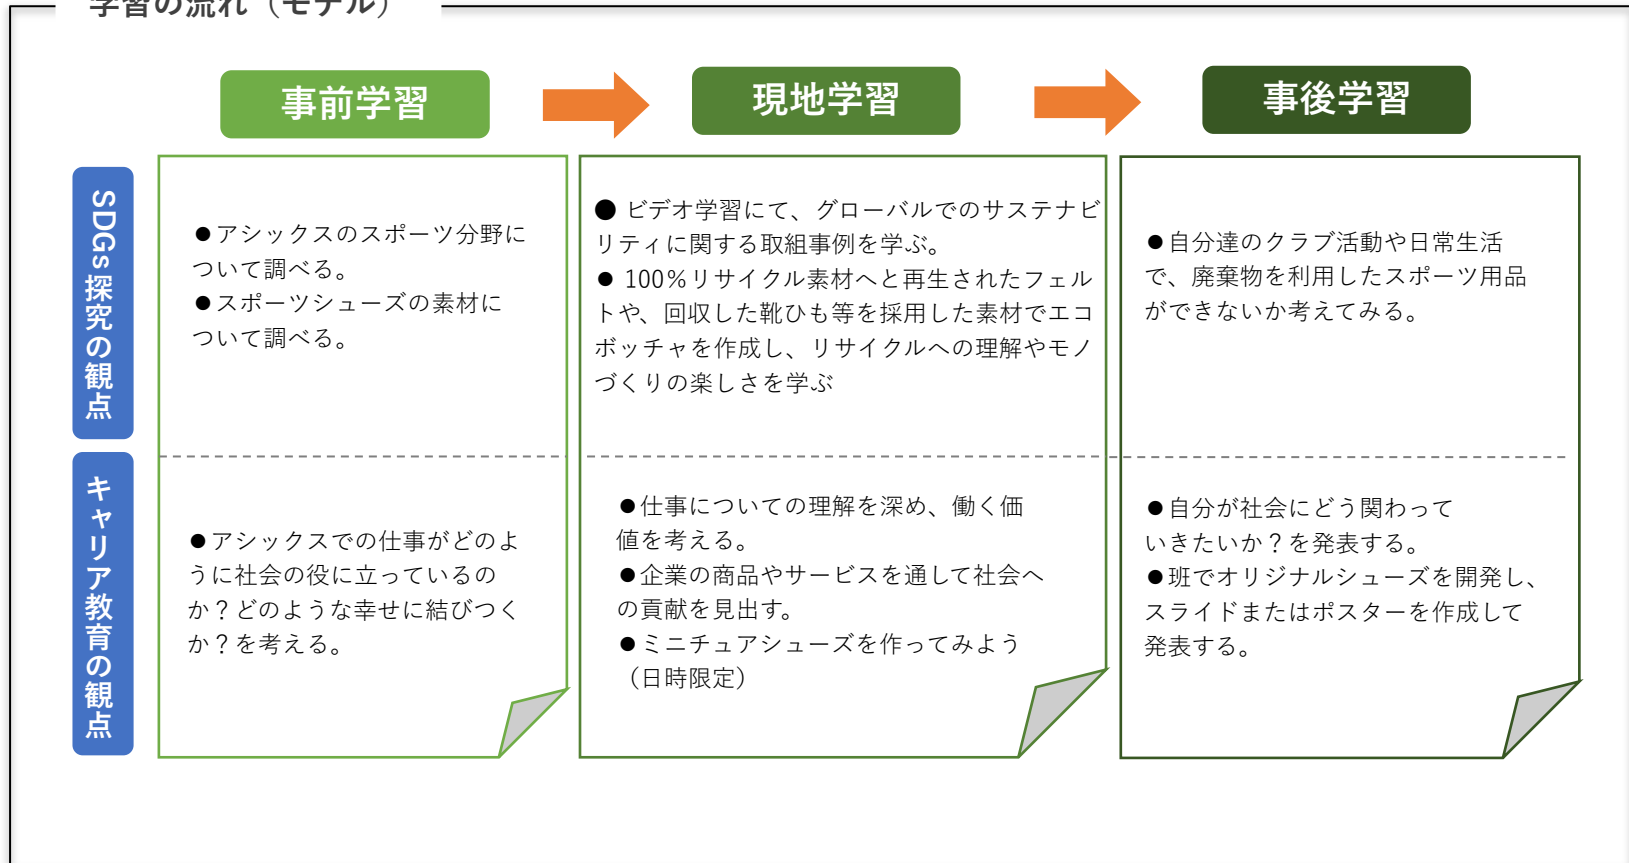 学習の流れ（モデル）
事前学習
現地学習
事後学習
SDGs探究の観点
●アシックスのスポーツ分野に
ついて調べる。
●スポーツシューズの素材に
ついて調べる。
● ビデオ学習にて、グローバルでのサステナビ
リティに関する取組事例を学ぶ。
● 100％リサイクル素材へと再生されたフェル
トや、回収した靴ひも等を採用した素材でエコ
ボッチャを作成し、リサイクルへの理解やモノ
づくりの楽しさを学ぶ
●自分達のクラブ活動や日常生活
で、廃棄物を利用したスポーツ用品
ができないか考えてみる。
キャリア教育の観点
●アシックスでの仕事がどのよ
うに社会の役に立っているの
か？どのような幸せに結びつく
か？を考える。
●仕事についての理解を深め、働く価
値を考える。
●企業の商品やサービスを通して社会へ
の貢献を見出す。
●ミニチュアシューズを作ってみよう
（日時限定）
●自分が社会にどう関わって
いきたいか？を発表する。
●班でオリジナルシューズを開発し、
スライドまたはポスターを作成して
発表する。